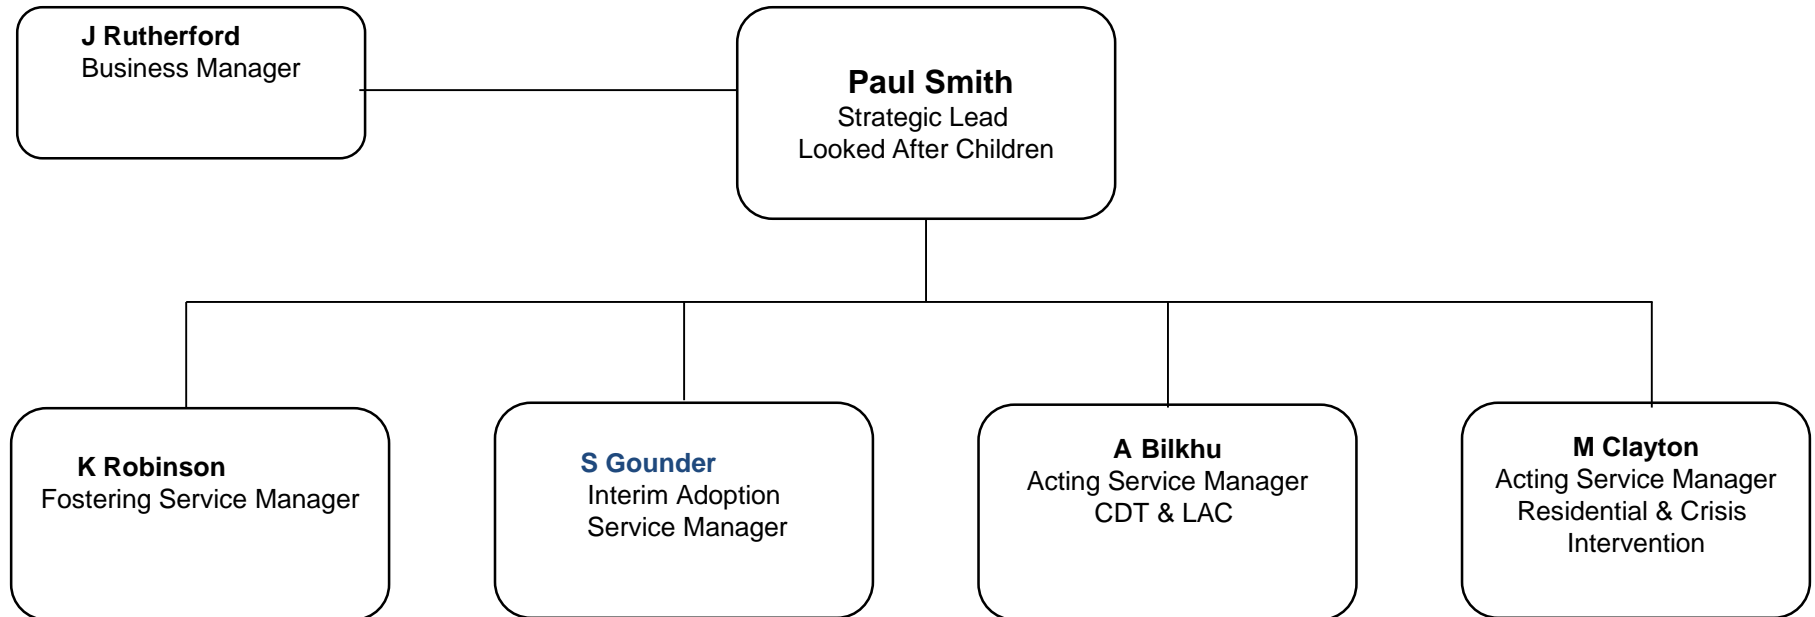 J Rutherford
Business Manager
Paul Smith
Strategic Lead
Looked After Children
K Robinson
Fostering Service Manager
S Gounder
Interim Adoption
Service Manager
A Bilkhu
Acting Service Manager
CDT & LAC
M Clayton
Acting Service Manager
Residential & Crisis
Intervention